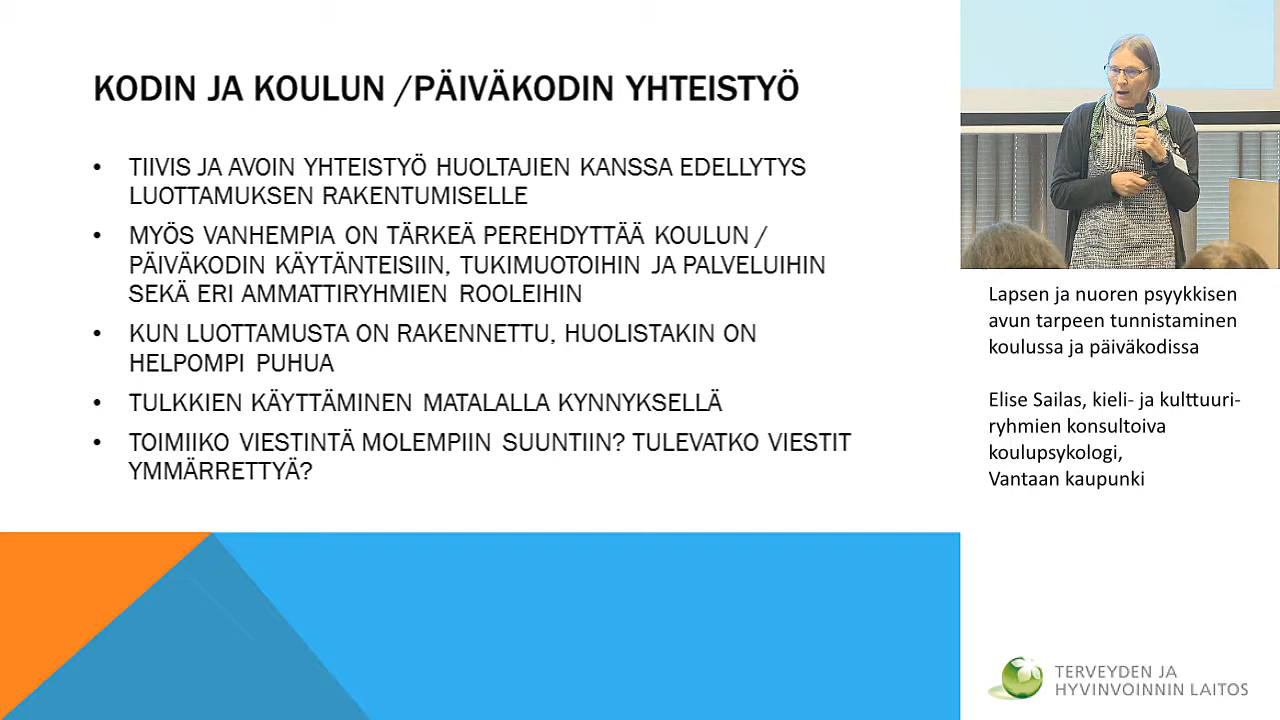 KODIN JA KOULUN /PÄIVÄKODIN YHTEISTYÖ
• TIIVIS JA AVOIN YHTEISTYÖ HUOLTAJIEN KANSSA EDELLYTYS
LUOTTAMUKSEN RAKENTUMISELLE
• MYÖS VANHEMPIA ON TÄRKEÄ PEREHDYTTÄÄ KOULUN /
PÄIVÄKODIN KÄYTÄNTEISIIN, TUKIMUOTOIHIN JA PALVELUIHIN
SEKÄ ERI AMMATTIRYHMIEN ROOLEIHIN
• KUN LUOTTAMUSTA ON RAKENNETTU, HUOLISTAKIN ON
HELPOMPI PUHUA
• TULKKIEN KÄYTTÄMINEN MATALALLA KYNNYKSELLÄ
• TOIMIIKO VIESTINTÄ MOLEMPIIN SUUNTIIN? TULEVATKO VIESTIT
YMMÄRRETTYÄ?
Lapsen ja nuoren psyykkisen
avun tarpeen tunnistaminen
koulussa ja päiväkodissa
Elise Sailas, kieli- ja kulttuuri-
ryhmien konsultoiva
koulupsykologi,
Vantaan kaupunki
TERVEYDEN JA
HYVINVOINNIN LAITOS